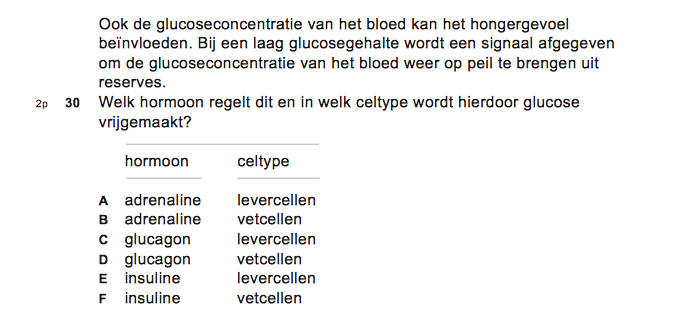 Ook de glucoseconcentratie van het bloed kan het hongergevoel
beïnvloeden. Bij een laag glucosegehalte wordt een signaal afgegeven
om de glucoseconcentratie van het bloed weer op peil te brengen uit
reserves.
2p 30 Welk hormoon regelt dit en in welk celtype wordt hierdoor glucose
vrijgemaakt?
hormoon celtype
A adrenaline levercellen
B adrenaline vetcellen
C glucagon levercellen
D glucagon vetcellen
E insuline levercellen
F insuline vetcellen